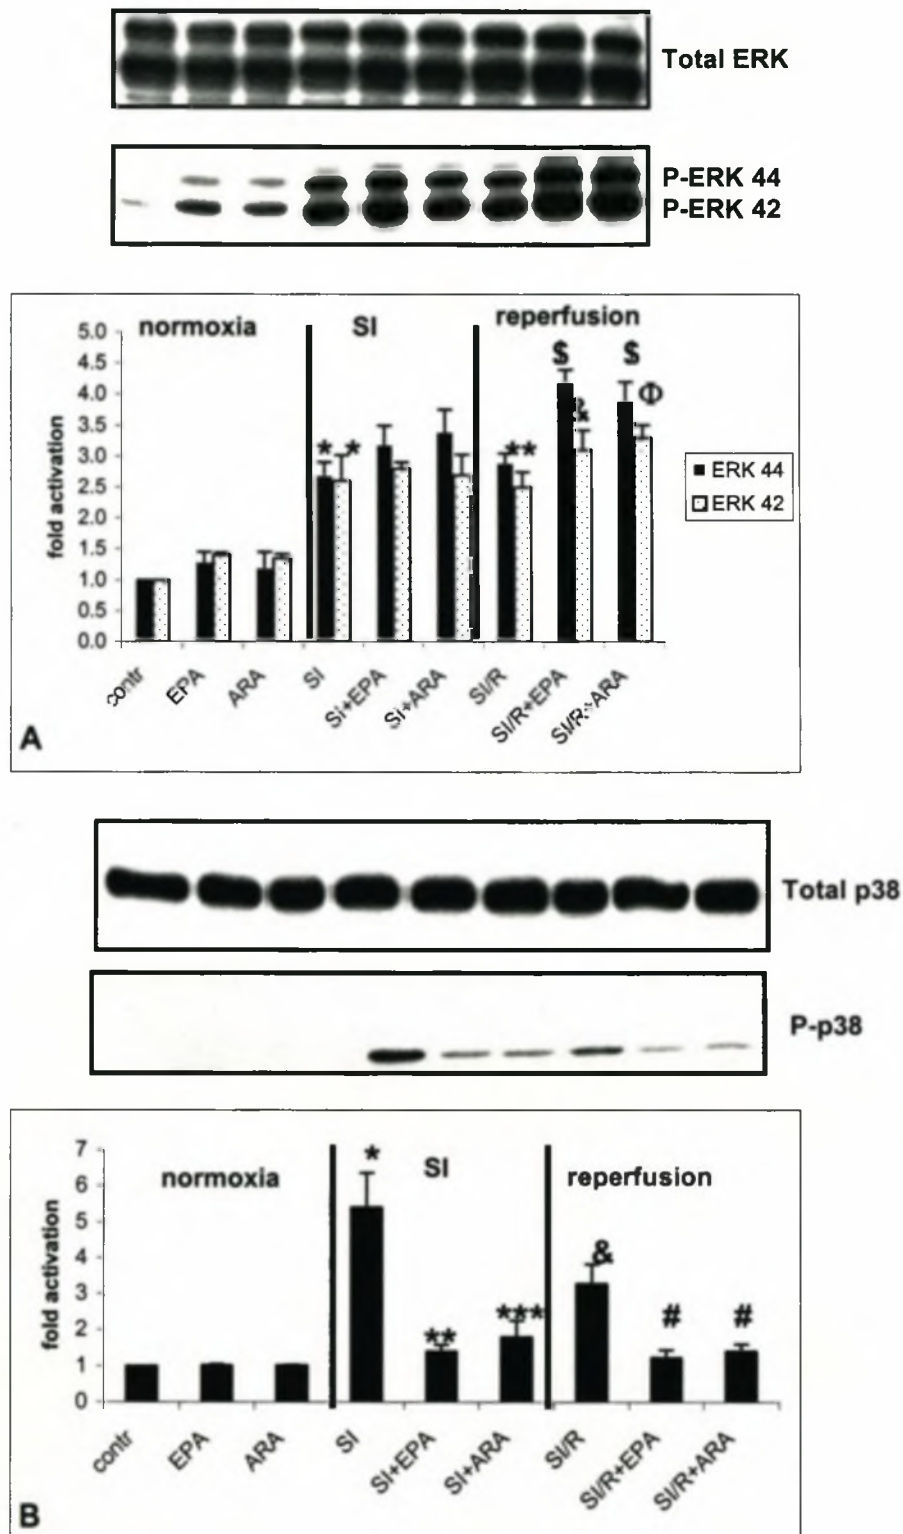 Total ERK
P-ERK 44
P-ERK 42
normoxia
SI
reperfusion
5.0
4.5
4.0
3.5
3.0
2.5
2.0
1.5
1.0
0.5
0.0
fold activation
* *
**
$
&
$
Φ
ERK 44
ERK 42
contr
EPA
ARA
SI
SI+EPA
SI+ARA
SI/R
SI/R+EPA
SI/R+ARA
A
Total p38
P-p38
7
6
5
4
3
2
1
0
fold activation
normoxia
SI
reperfusion
*
**
***
&
#
#
contr
EPA
ARA
SI
SI+EPA
SI+ARA
SI/R
SI/R+EPA
SI/R+ARA
B